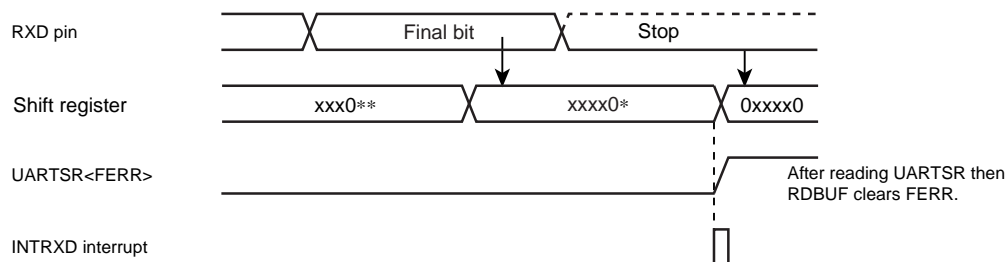 RXD pin
Final bit
Stop
Shift register
xxx0**
xxxx0*
0xxxx0
UARTSR<FERR>
After reading UARTSR then
RDBUF clears FERR.
INTRXD interrupt